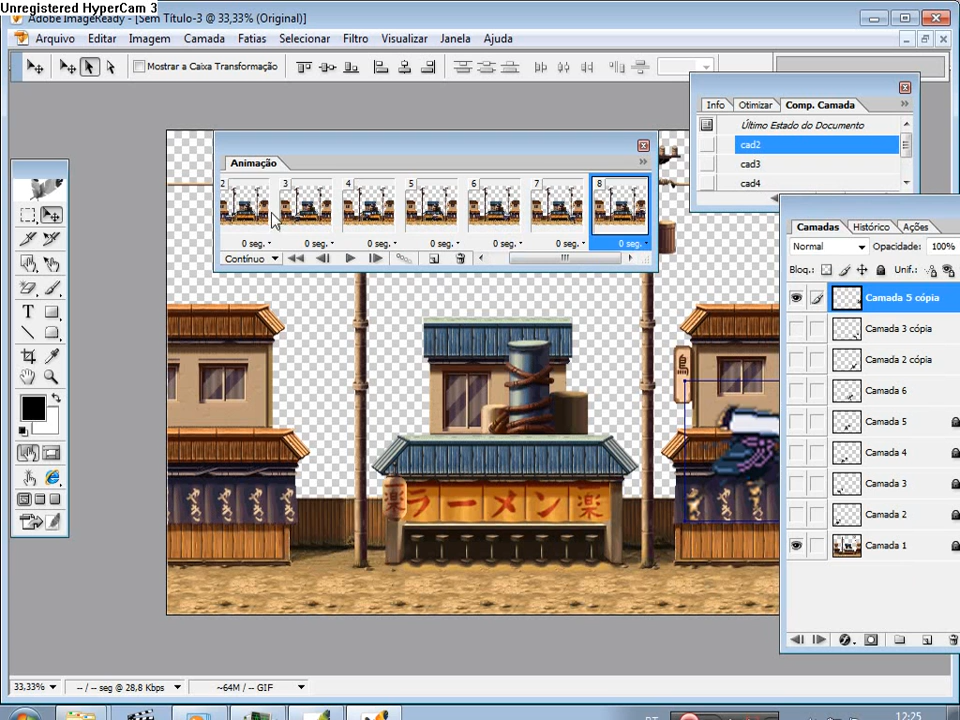 Unregistered HyperCam 3
Adobe ImageReady - [Sem Título-3 @ 33,33% (Original)]
Arquivo Editar Imagem Camada Fatias Selecionar Filtro Visualizar Janela Ajuda
Mostrar a Caixa Transformação
Info Otimizar Comp. Camada
Último Estado do Documento
cad2
cad3
cad4
Animação
2 3 4 5 6 7 8
0 seg. 0 seg. 0 seg. 0 seg. 0 seg. 0 seg. 0 seg.
Contínuo
Camadas Histórico Ações
Normal Opacidade: 100%
Bloq.: Unif.:
Camada 5 cópia
Camada 3 cópia
Camada 2 cópia
Camada 6
Camada 5
Camada 4
Camada 3
Camada 2
Camada 1
一楽 ラーメン 一楽
33,33% -- / -- seg @ 28,8 Kbps ~64M / -- GIF
PT 12:25